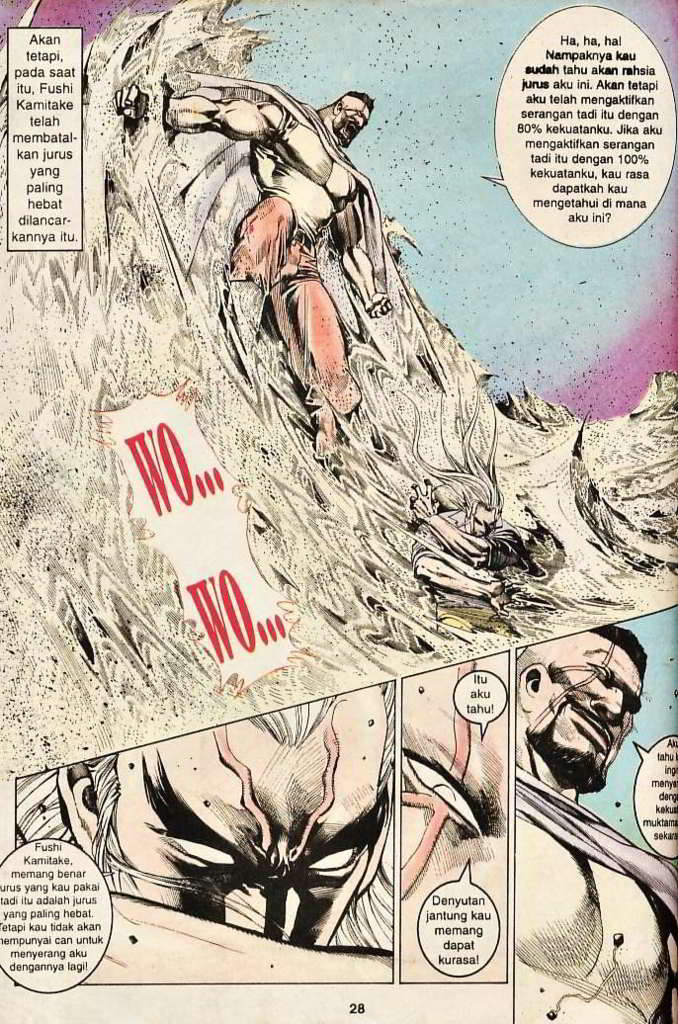 Akan
tetapi,
pada saat
itu, Fushi
Kamitake
telah
membatal-
kan jurus
yang
paling
hebat
dilancar-
kannya itu.
Ha, ha, ha!
Nampaknya kau
sudah tahu akan rahsia
jurus aku ini. Akan tetapi
aku telah mengaktifkan
serangan tadi itu dengan
80% kekuatanku. Jika aku
mengaktifkan serangan
tadi itu dengan 100%
kekuatanku, kau rasa
dapatkah kau
mengetahui di mana
aku ini?
WO...
WO...
Fushi
Kamitake,
memang benar
jurus yang kau pakai
tadi itu adalah jurus
yang paling hebat.
Tetapi kau tidak akan
mempunyai can untuk
menyerang aku
dengannya lagi!
Itu
aku
tahu!
Denyutan
jantung kau
memang
dapat
kurasa!
tahu
muktama
28